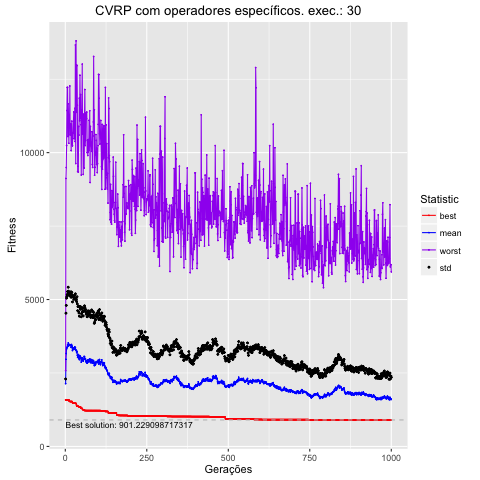 CVRP com operadores específicos. exec.: 30
Fitness
10000
5000
0
Best solution: 901.229098717317
0
250
500
750
1000
Gerações
Statistic
best
mean
worst
std